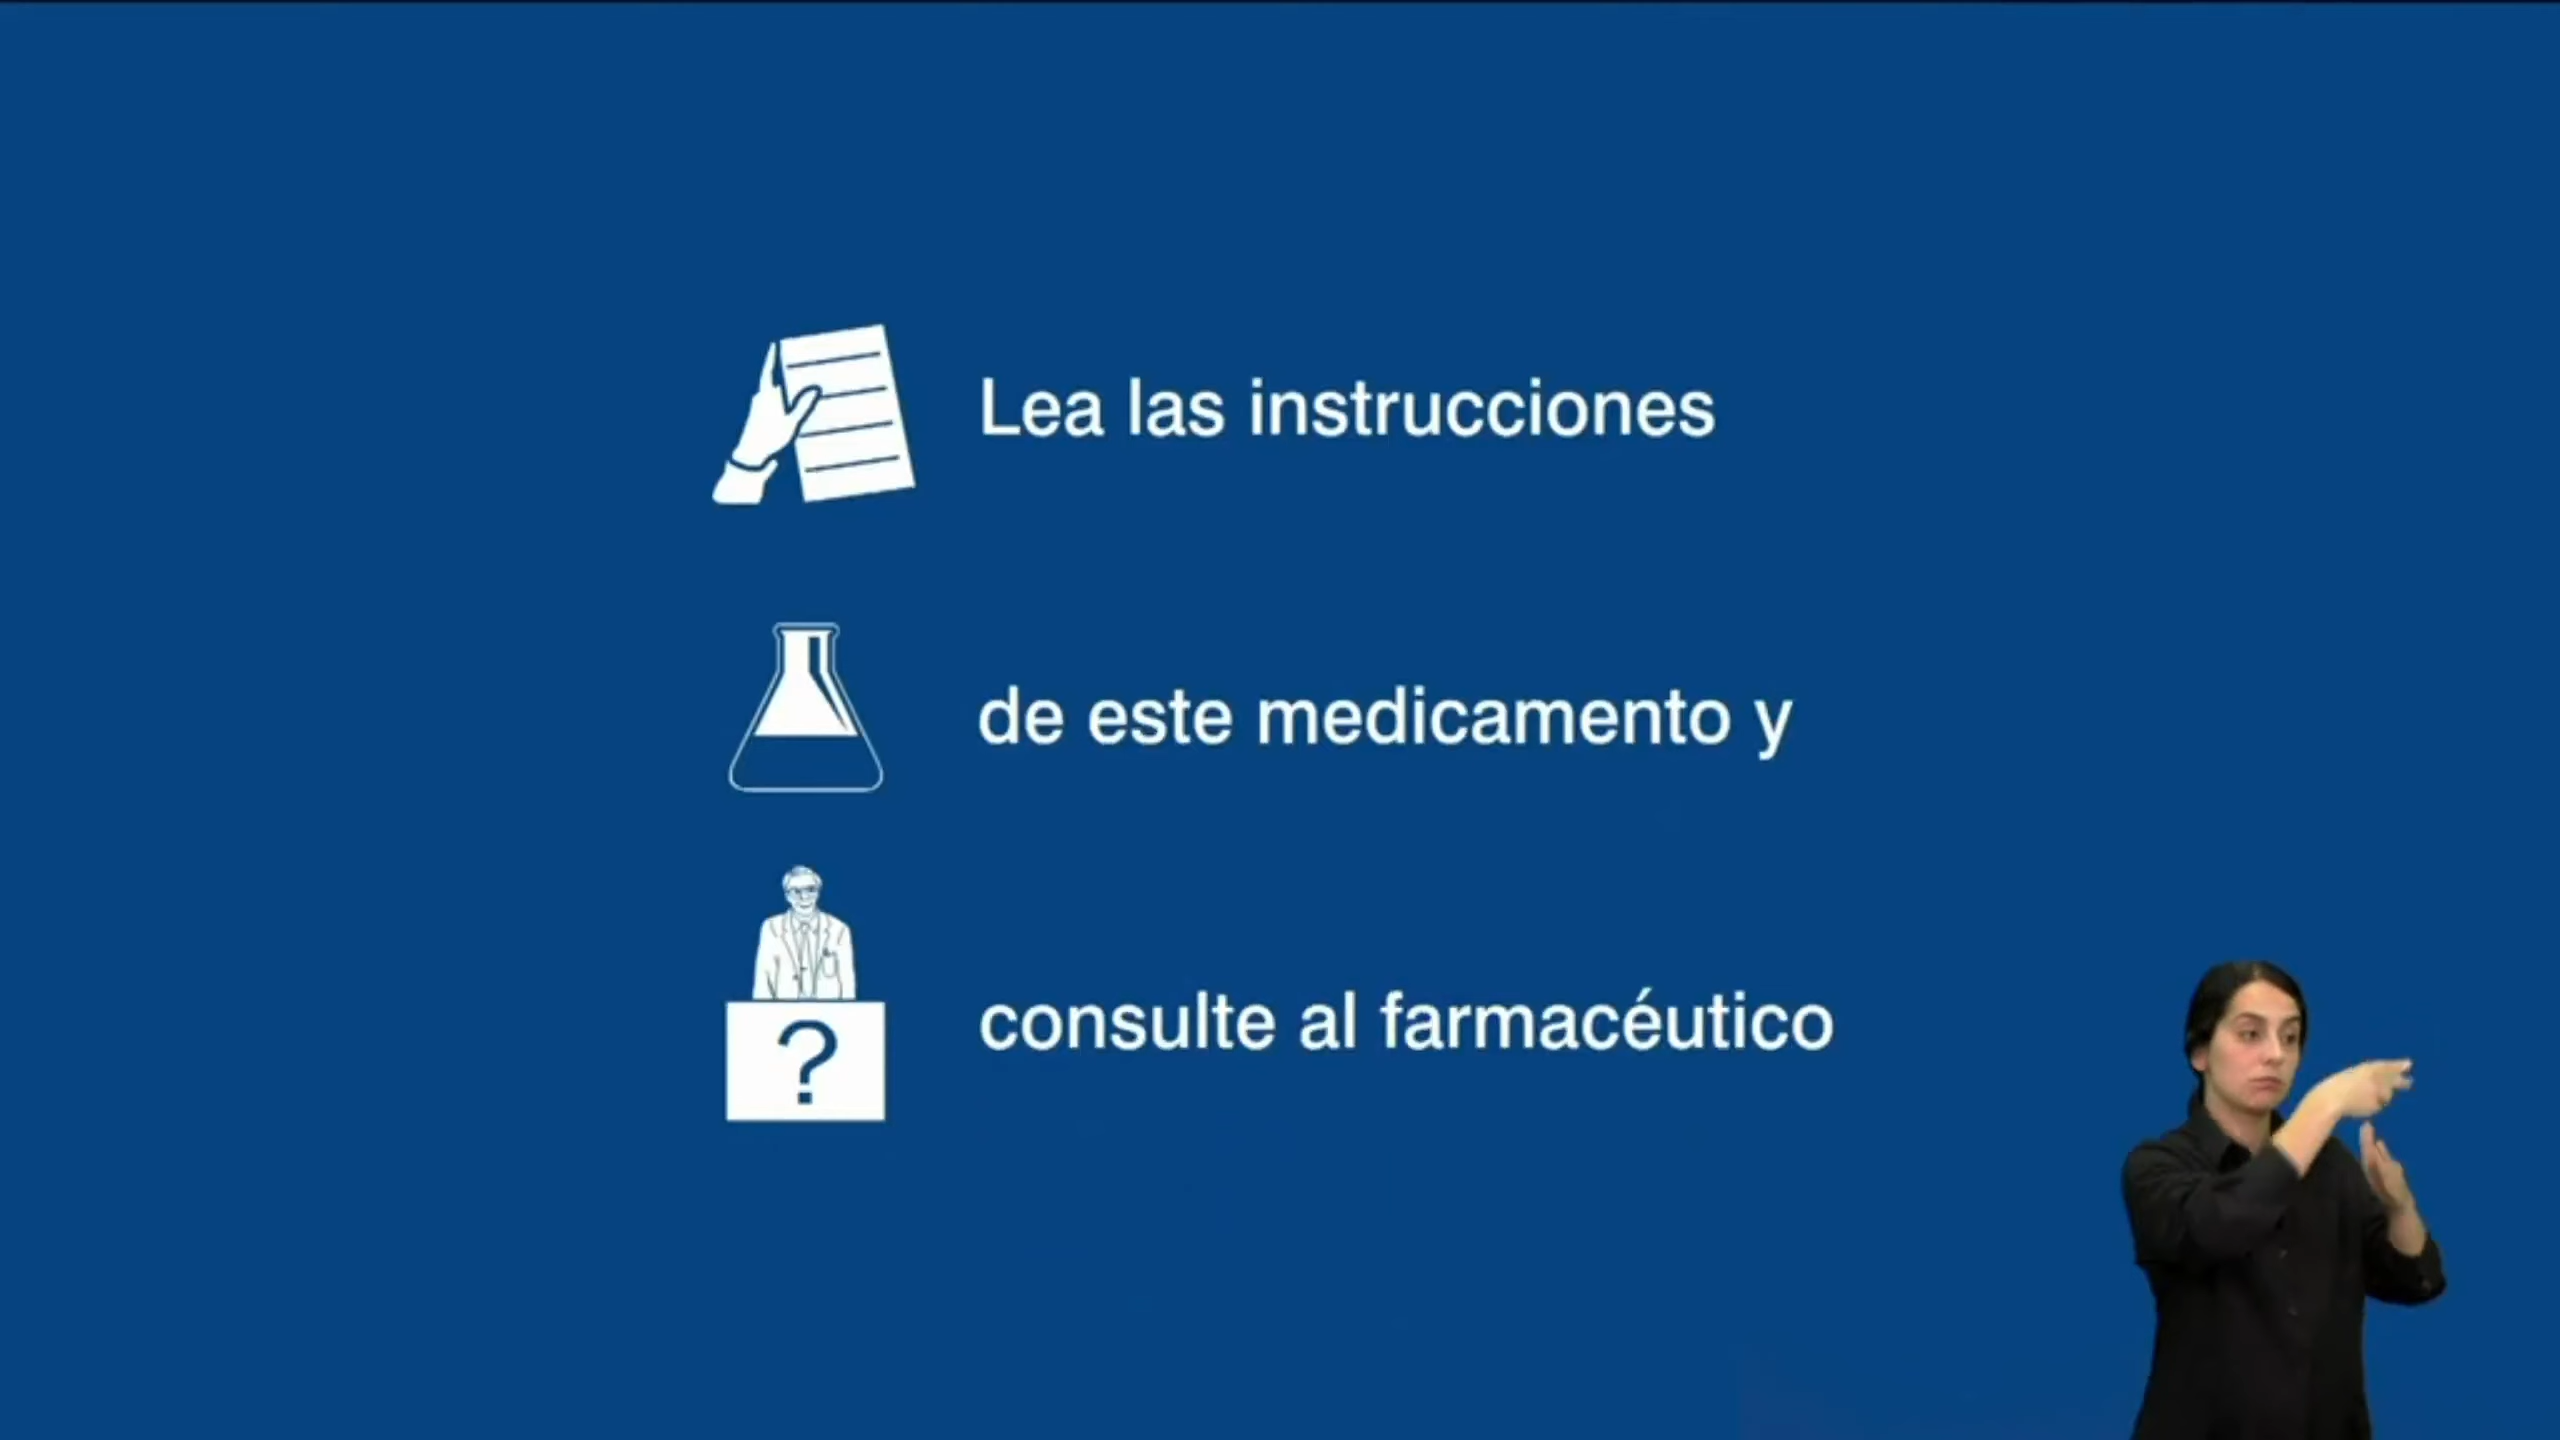 Lea las instrucciones
de este medicamento y
consulte al farmacéutico
?